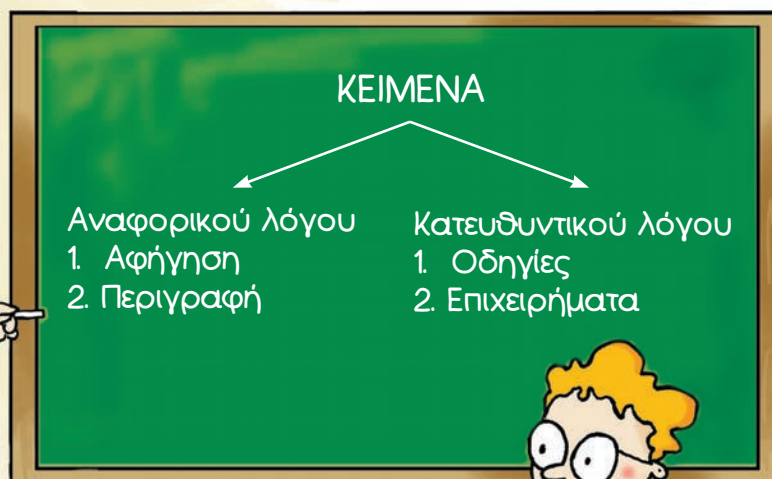 ΚΕΙΜΕΝΑ
Αναφορικού λόγου
1. Αφήγηση
2. Περιγραφή
Κατευθυντικού λόγου
1. Οδηγίες
2. Επιχειρήματα